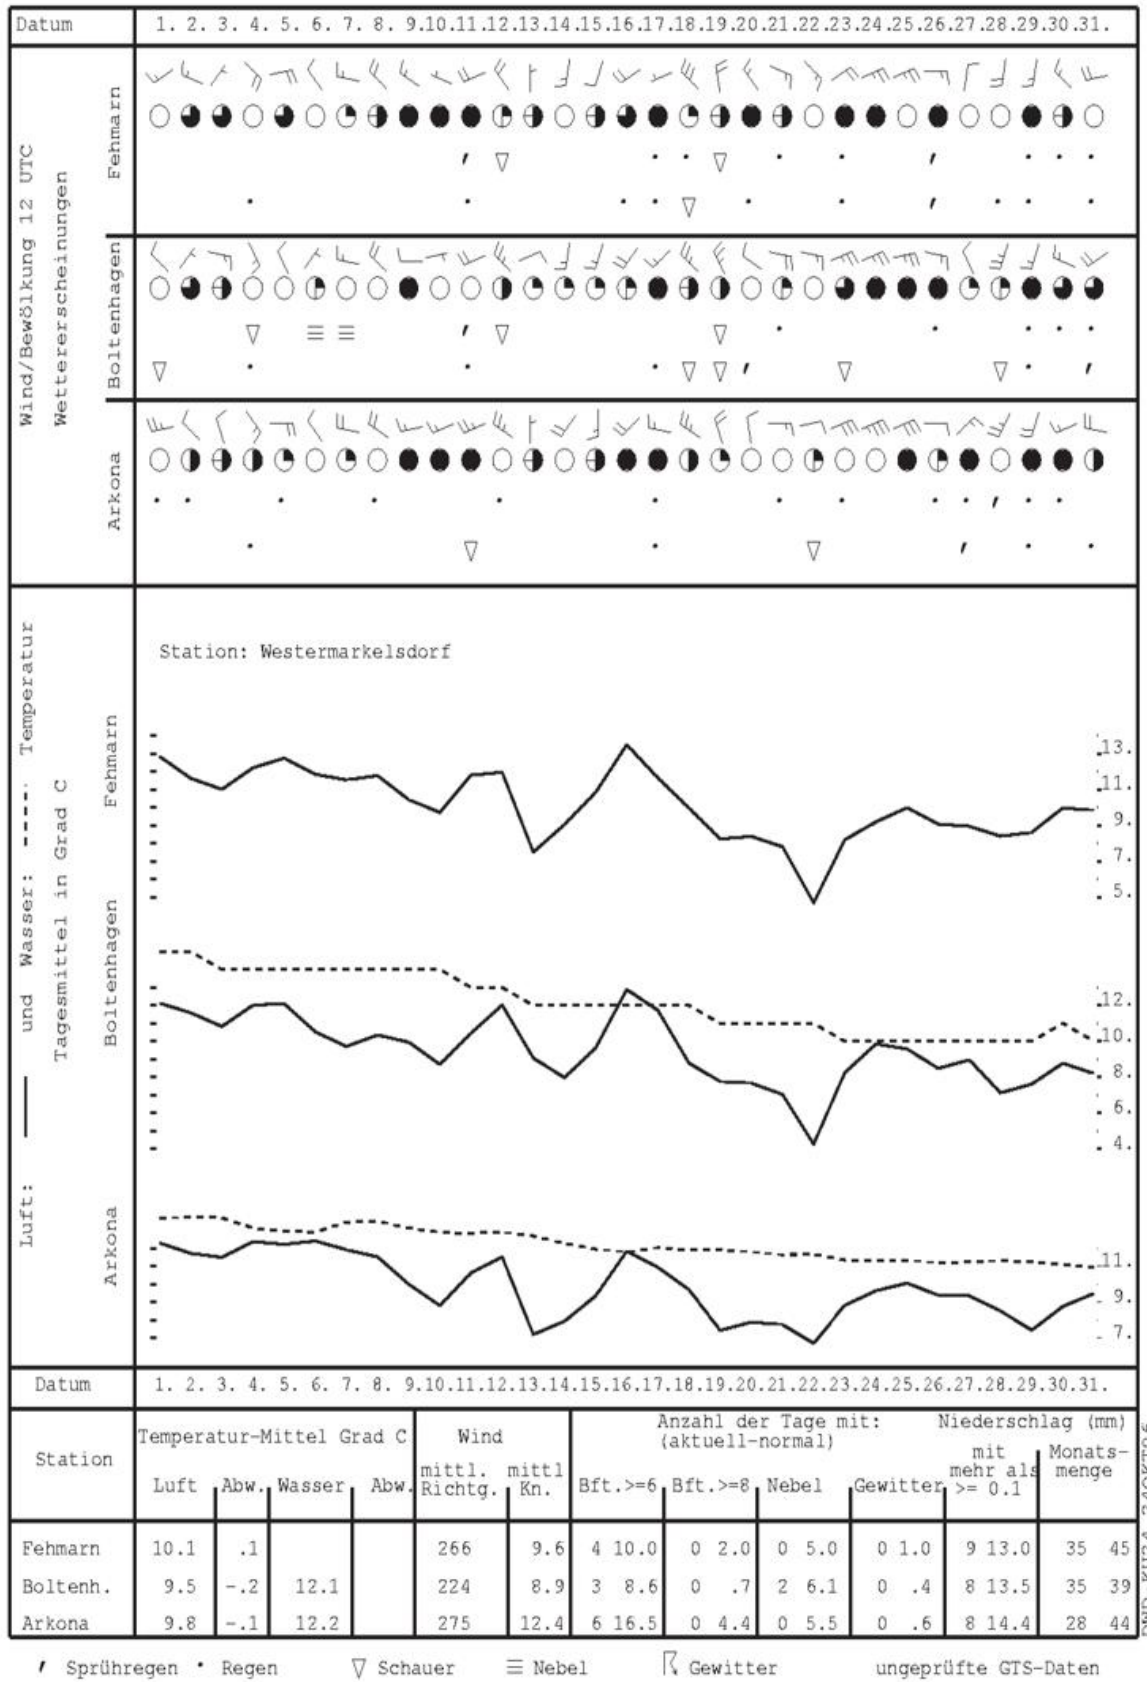 Datum 1. 2. 3. 4. 5. 6. 7. 8. 9.10.11.12.13.14.15.16.17.18.19.20.21.22.23.24.25.26.27.28.29.30.31.
Wind/Bewölkung 12 UTC
Wettererscheinungen
Fehmarn
Boltenhagen
Arkona
Luft: und Wasser: Temperatur
Tagesmittel in Grad C
Station: Westermarkelsdorf
Fehmarn
13.
11.
9.
7.
5.
Boltenhagen
12.
10.
8.
6.
4.
Arkona
11.
9.
7.
Datum 1. 2. 3. 4. 5. 6. 7. 8. 9.10.11.12.13.14.15.16.17.18.19.20.21.22.23.24.25.26.27.28.29.30.31.
Station
Temperatur-Mittel Grad C
Luft Abw. Wasser Abw.
Wind
mittl. Richtg.
mittl Kn.
Anzahl der Tage mit:
(aktuell-normal)
Bft.>=6 Bft.>=8 Nebel Gewitter
Niederschlag (mm)
mit
mehr als
>= 0.1
Monats-
menge
Fehmarn 10.1 .1 266 9.6 4 10.0 0 2.0 0 5.0 0 1.0 9 13.0 35 45
Boltenh. 9.5 -.2 12.1 224 8.9 3 8.6 0 .7 2 6.1 0 .4 8 13.5 35 39
Arkona 9.8 -.1 12.2 275 12.4 6 16.5 0 4.4 0 5.5 0 .6 8 14.4 28 44
Sprühregen Regen Schauer Nebel Gewitter ungeprüfte GTS-Daten